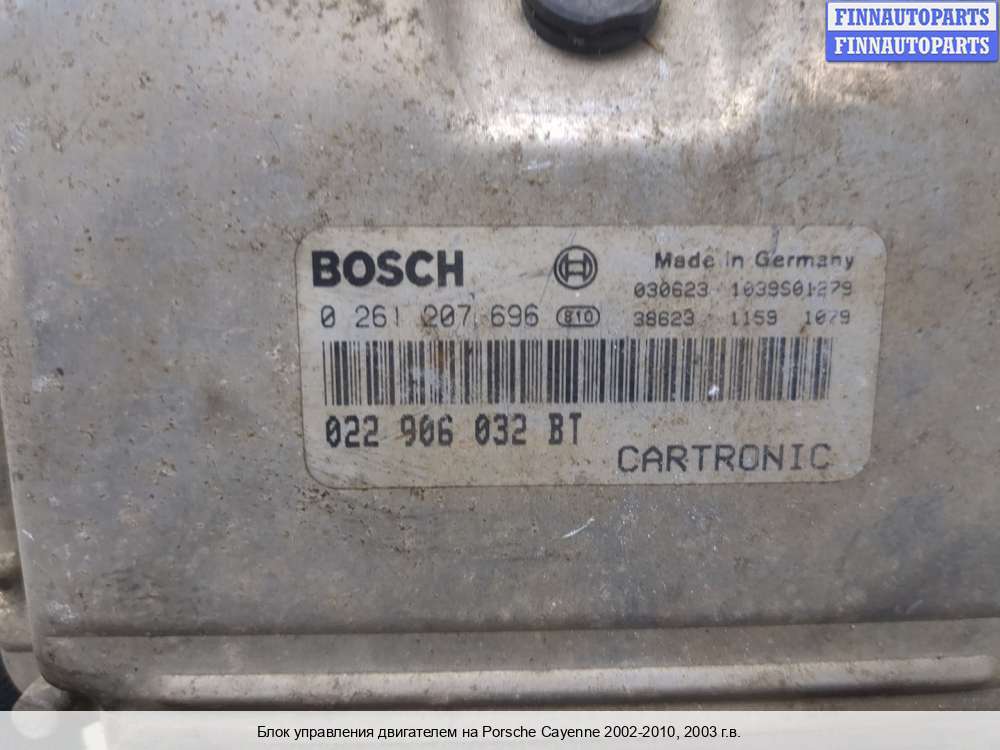 FINNAUTOPARTS
FINNAUTOPARTS
BOSCH
Made in Germany
030623 1039S01279
0 261 207 696 810
38623 1159 1079
022 906 032 BT
CARTRONIC
Блок управления двигателем на Porsche Cayenne 2002-2010, 2003 г.в.